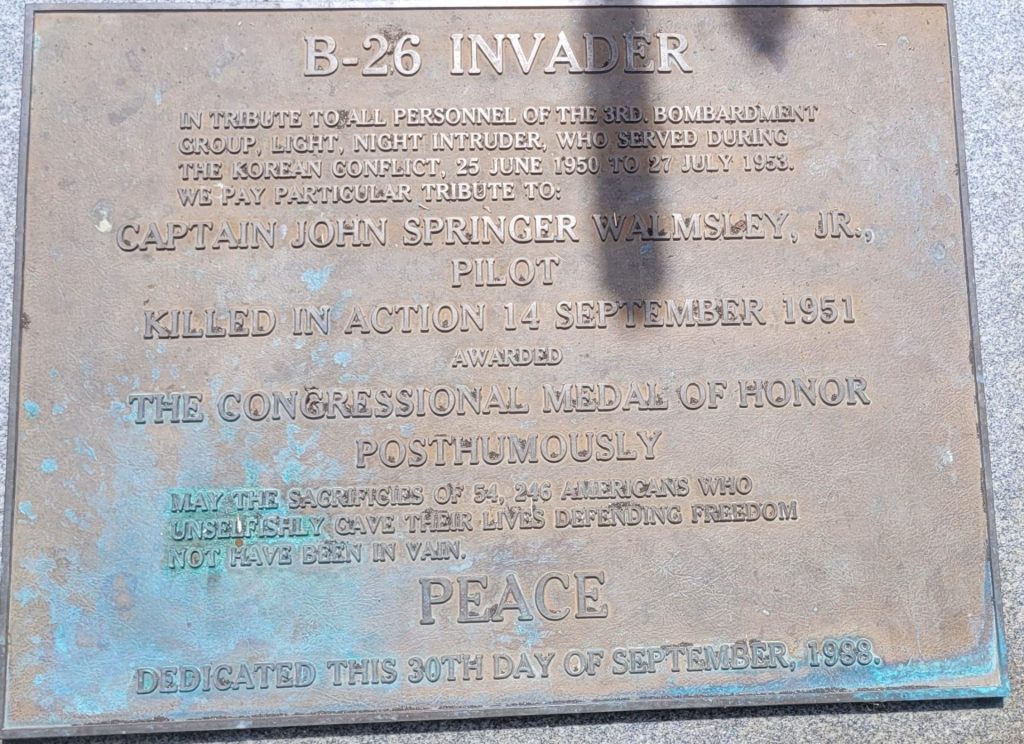 B-26 INVADER
IN TRIBUTE TO ALL PERSONNEL OF THE 3RD. BOMBARDMENT
GROUP, LIGHT, NIGHT INTRUDER, WHO SERVED DURING
THE KOREAN CONFLICT, 25 JUNE 1950 TO 27 JULY 1953.
WE PAY PARTICULAR TRIBUTE TO:
CAPTAIN JOHN SPRINGER WALMSLEY, JR.,
PILOT
KILLED IN ACTION 14 SEPTEMBER 1951
AWARDED
THE CONGRESSIONAL MEDAL OF HONOR
POSTHUMOUSLY
MAY THE SACRIFICIES OF 54, 246 AMERICANS WHO
UNSELFISHLY GAVE THEIR LIVES DEFENDING FREEDOM
NOT HAVE BEEN IN VAIN.
PEACE
DEDICATED THIS 30TH DAY OF SEPTEMBER, 1988.